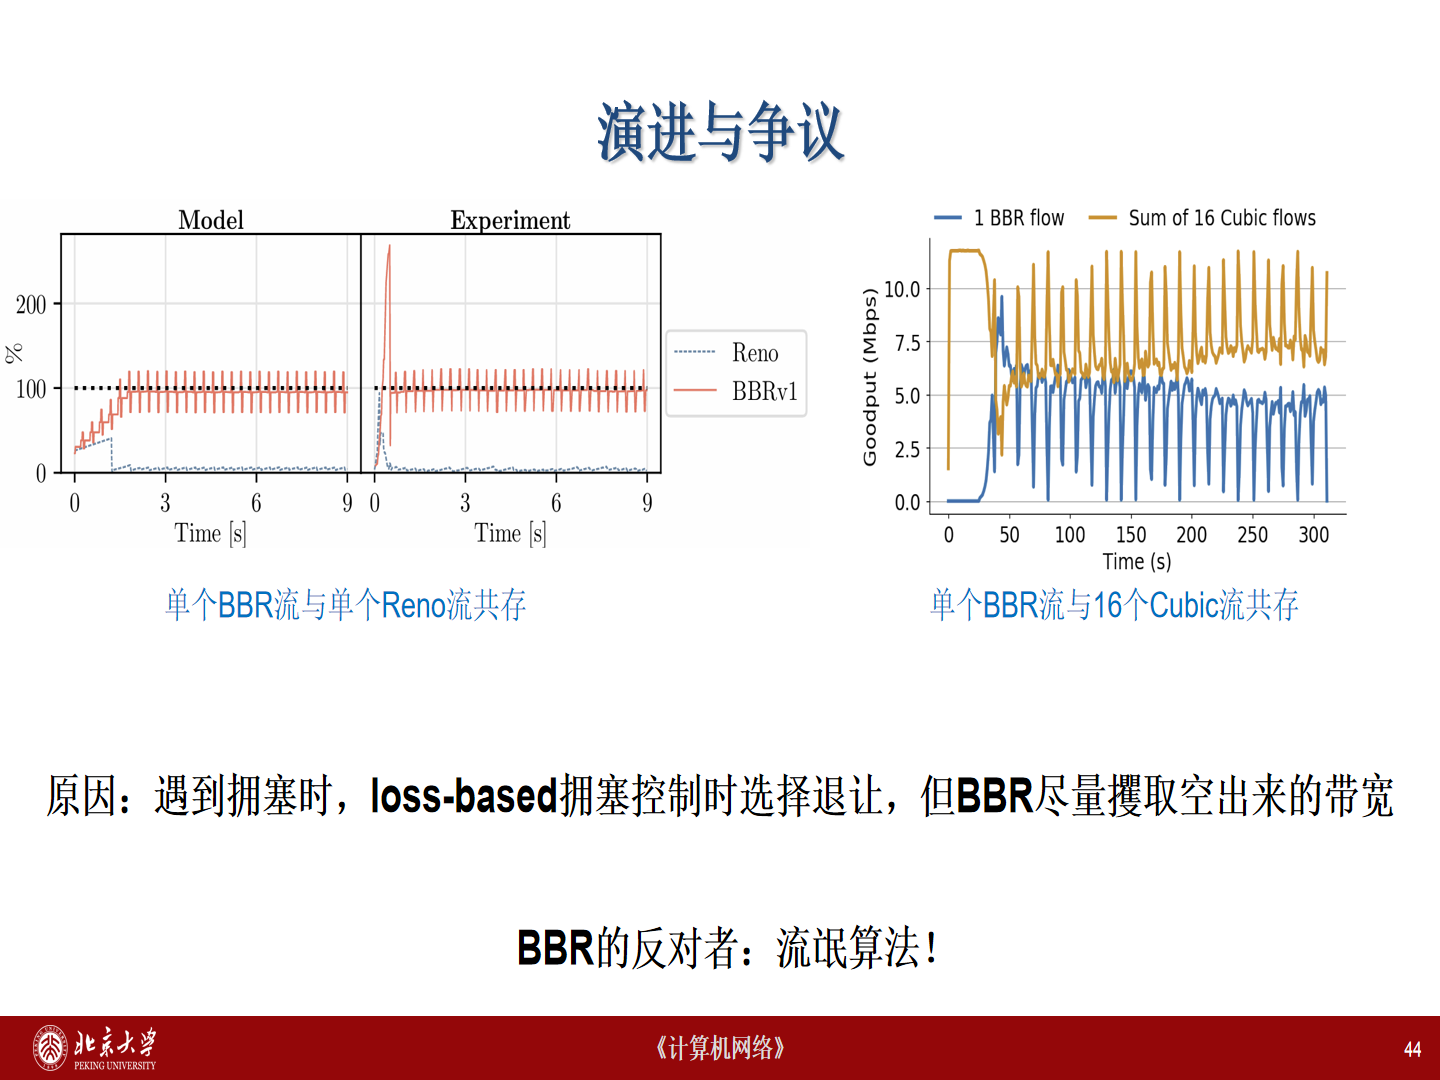 演进与争议
Model
Experiment
%
200
100
0
0 3 6 9
0 3 6 9
Time [s]
Time [s]
Reno
BBRv1
1 BBR flow
Sum of 16 Cubic flows
Goodput (Mbps)
10.0
7.5
5.0
2.5
0.0
0 50 100 150 200 250 300
Time (s)
单个BBR流与单个Reno流共存
单个BBR流与16个Cubic流共存
原因：遇到拥塞时，loss-based拥塞控制时选择退让，但BBR尽量攫取空出来的带宽
BBR的反对者：流氓算法！
北京大学
PEKING UNIVERSITY
《计算机网络》
44